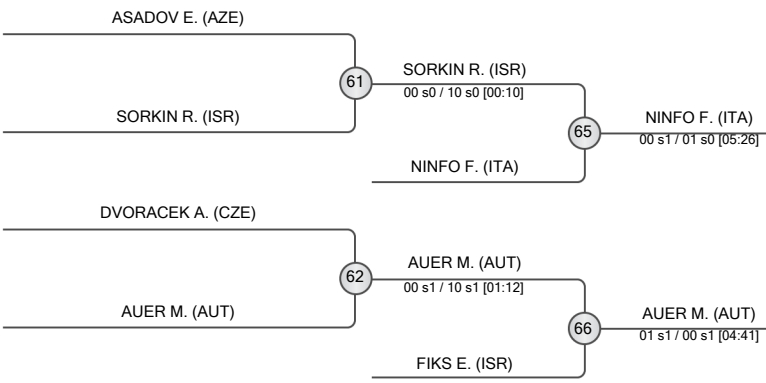 ASADOV E. (AZE)
61
SORKIN R. (ISR)
00 s0 / 10 s0 [00:10]
SORKIN R. (ISR)
65
NINFO F. (ITA)
00 s1 / 01 s0 [05:26]
NINFO F. (ITA)
DVORACEK A. (CZE)
62
AUER M. (AUT)
00 s1 / 10 s1 [01:12]
AUER M. (AUT)
66
AUER M. (AUT)
01 s1 / 00 s1 [04:41]
FIKS E. (ISR)